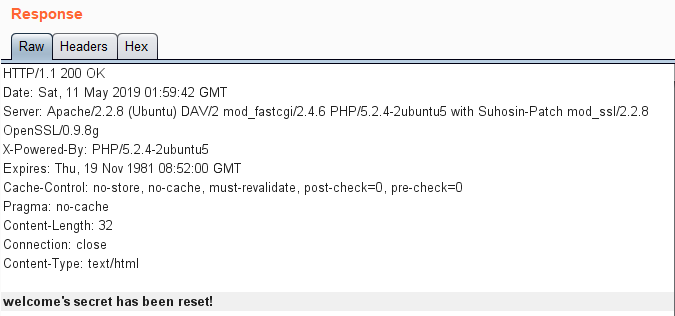 Response
Raw Headers Hex
HTTP/1.1 200 OK
Date: Sat, 11 May 2019 01:59:42 GMT
Server: Apache/2.2.8 (Ubuntu) DAV/2 mod_fastcgi/2.4.6 PHP/5.2.4-2ubuntu5 with Suhosin-Patch mod_ssl/2.2.8
OpenSSL/0.9.8g
X-Powered-By: PHP/5.2.4-2ubuntu5
Expires: Thu, 19 Nov 1981 08:52:00 GMT
Cache-Control: no-store, no-cache, must-revalidate, post-check=0, pre-check=0
Pragma: no-cache
Content-Length: 32
Connection: close
Content-Type: text/html
welcome's secret has been reset!